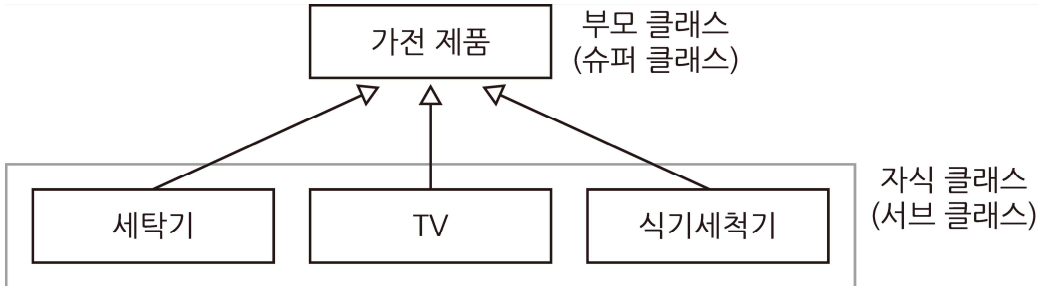 가전 제품
부모 클래스
(슈퍼 클래스)
자식 클래스
(서브 클래스)
세탁기
TV
식기세척기